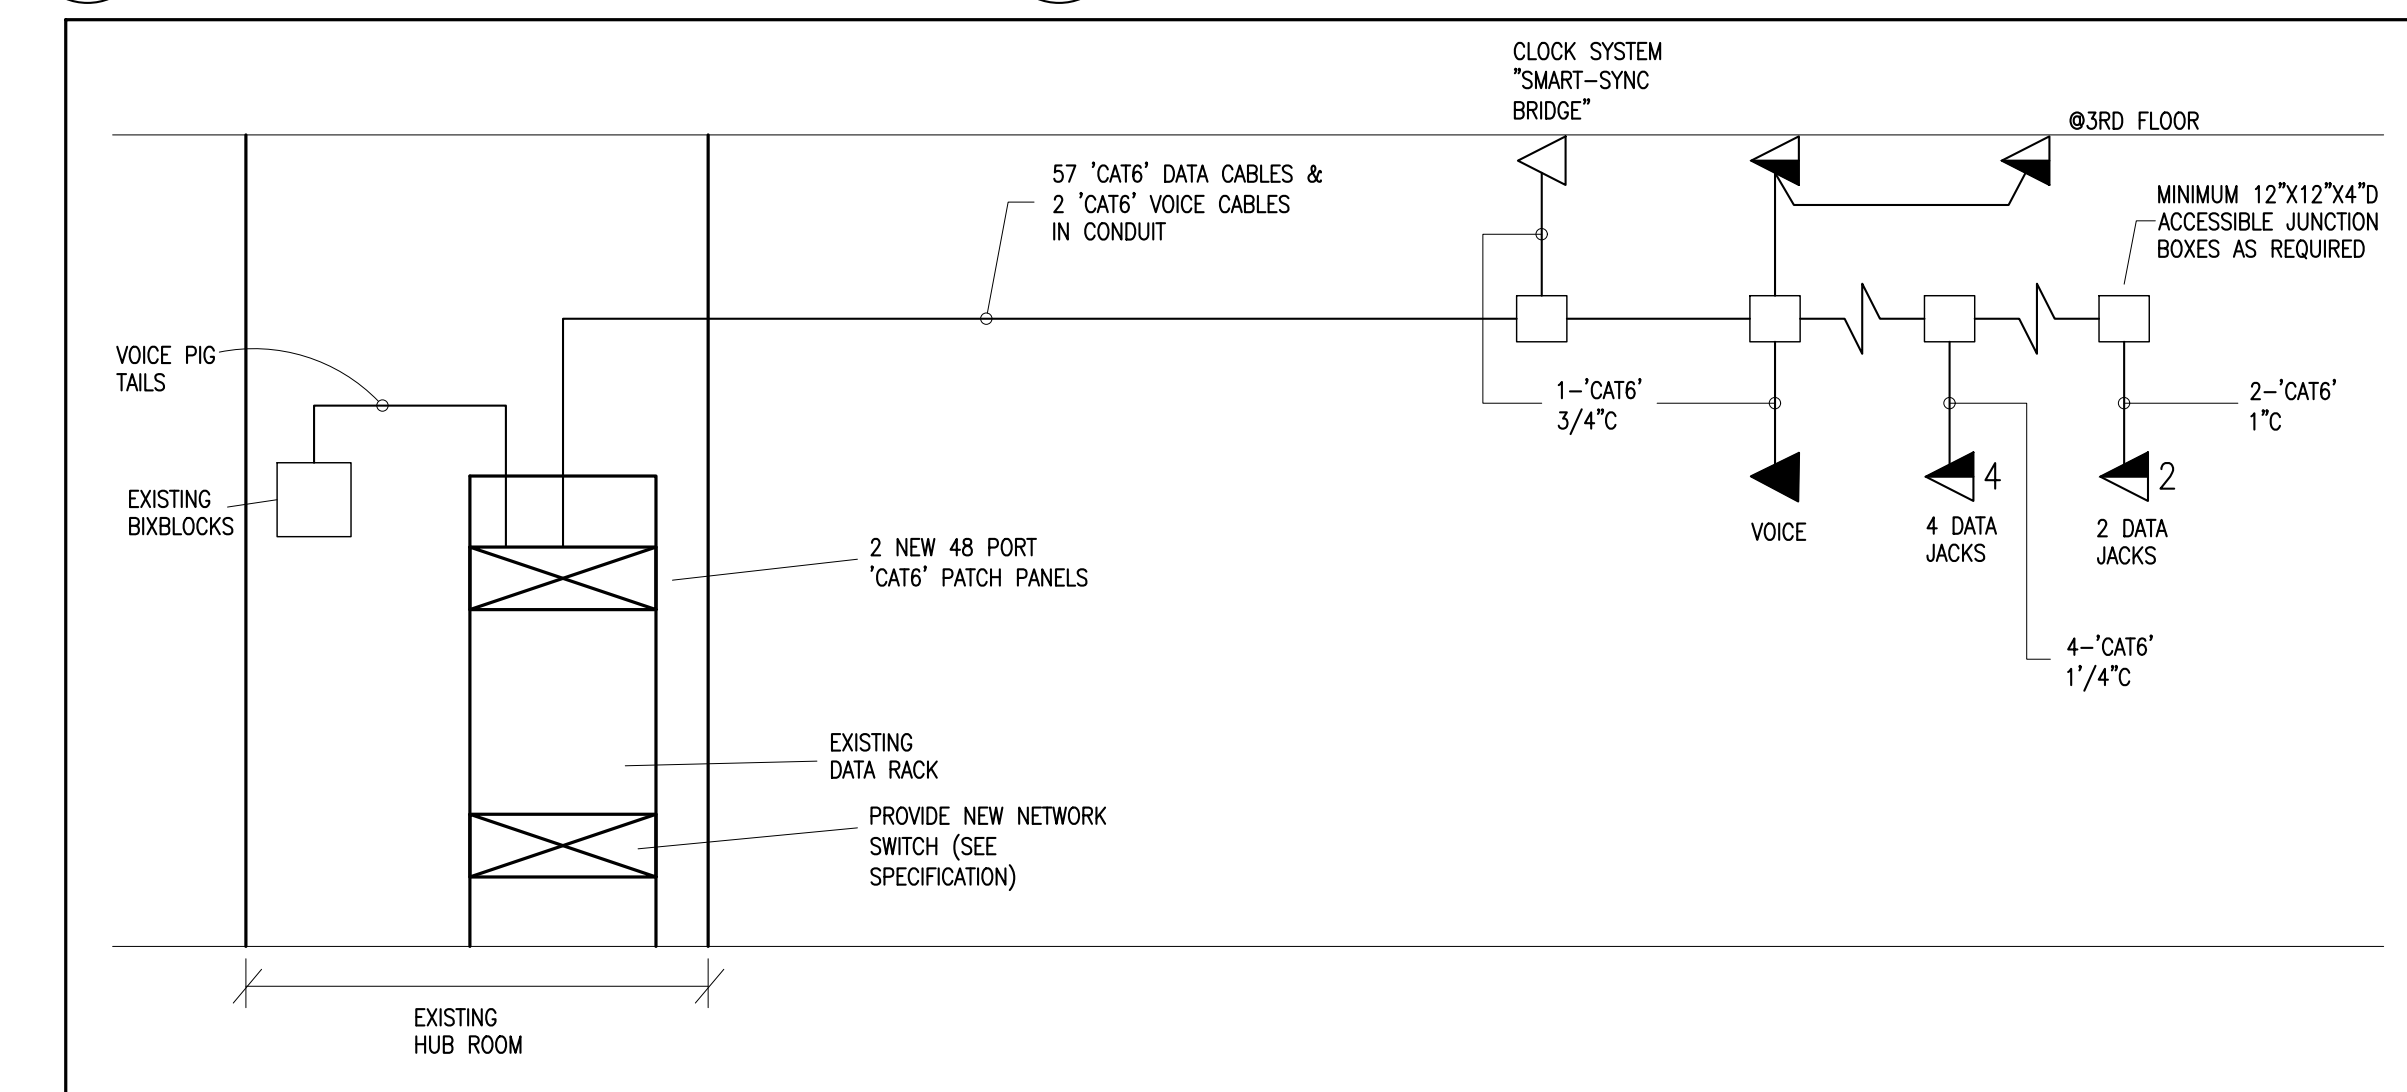 CLOCK SYSTEM
"SMART-SYNC
BRIDGE"
@3RD FLOOR
57 'CAT6' DATA CABLES &
2 'CAT6' VOICE CABLES
IN CONDUIT
MINIMUM 12"X12"X4"D
ACCESSIBLE JUNCTION
BOXES AS REQUIRED
VOICE PIG
TAILS
1-'CAT6'
3/4"C
2-'CAT6'
1"C
EXISTING
BIXBLOCKS
4
2
VOICE
4 DATA
JACKS
2 DATA
JACKS
2 NEW 48 PORT
'CAT6' PATCH PANELS
4-'CAT6'
1'/4"C
EXISTING
DATA RACK
PROVIDE NEW NETWORK
SWITCH (SEE
SPECIFICATION)
EXISTING
HUB ROOM